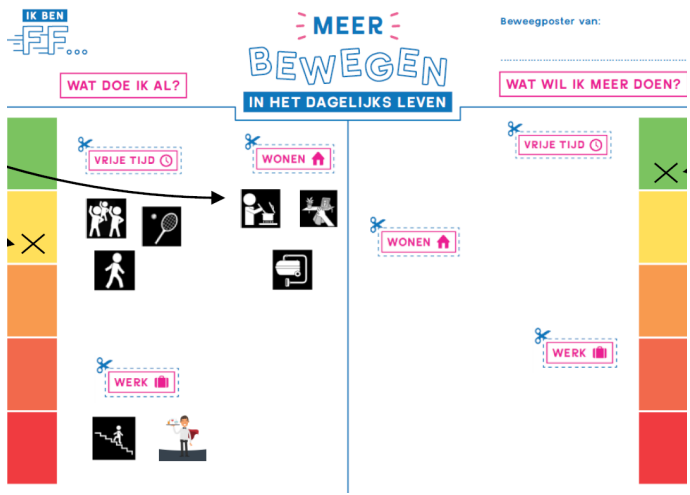 IK BEN
FF...
MEER
BEWEGEN
IN HET DAGELIJKS LEVEN
Beweegposter van:
WAT DOE IK AL?
WAT WIL IK MEER DOEN?
VRIJE TIJD
WONEN
WERK
VRIJE TIJD
WONEN
WERK